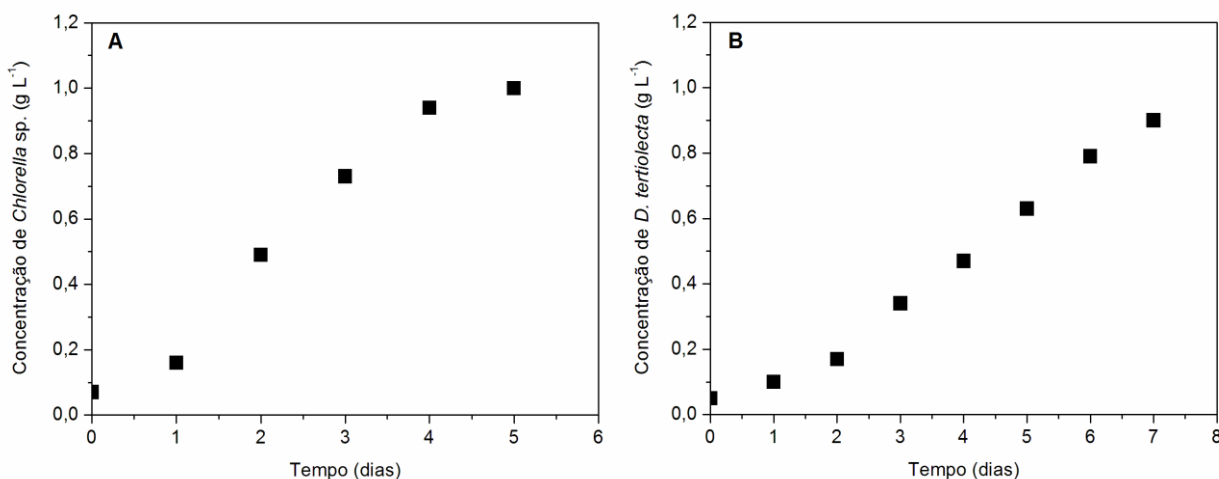 A
Concentração de Chlorella sp. (g L⁻¹)
1,2
1,0
0,8
0,6
0,4
0,2
0,0
0 1 2 3 4 5 6
Tempo (dias)
B
Concentração de D. tertiolecta (g L⁻¹)
1,2
1,0
0,8
0,6
0,4
0,2
0,0
0 1 2 3 4 5 6 7 8
Tempo (dias)